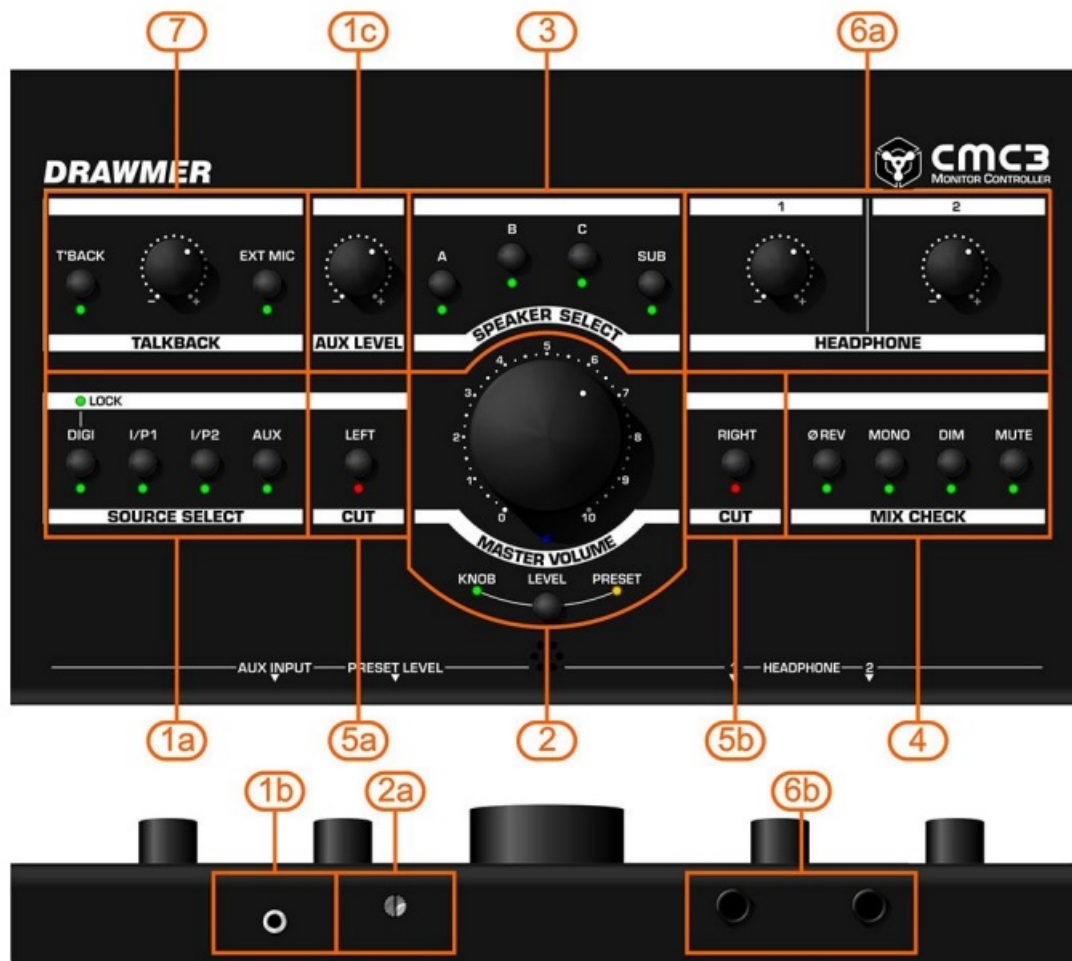 7 1c 3 6a
DRAWMER
CMC3
MONITOR CONTROLLER
T'BACK EXT MIC
TALKBACK
- +
AUX LEVEL
- +
A B C SUB
SPEAKER SELECT
1 2
- + - +
HEADPHONE
LOCK
DIGI I/P1 I/P2 AUX
SOURCE SELECT
LEFT
CUT
0 1 2 3 4 5 6 7 8 9 10
MASTER VOLUME
KNOB LEVEL PRESET
RIGHT
CUT
Ø REV MONO DIM MUTE
MIX CHECK
AUX INPUT PRESET LEVEL 1 HEADPHONE 2
1a 5a 2 5b 4
1b 2a 6b